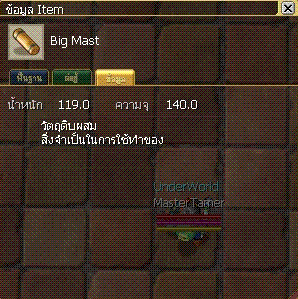 ข้อมูล Item
Big Mast
พื้นฐาน ข้อมูล
น้ำหนัก 119.0 ความจุ 140.0
วัตถุดิบผสม
สิ่งจำเป็นในการใช้ทำของ
UnderWorld
MasterTamer